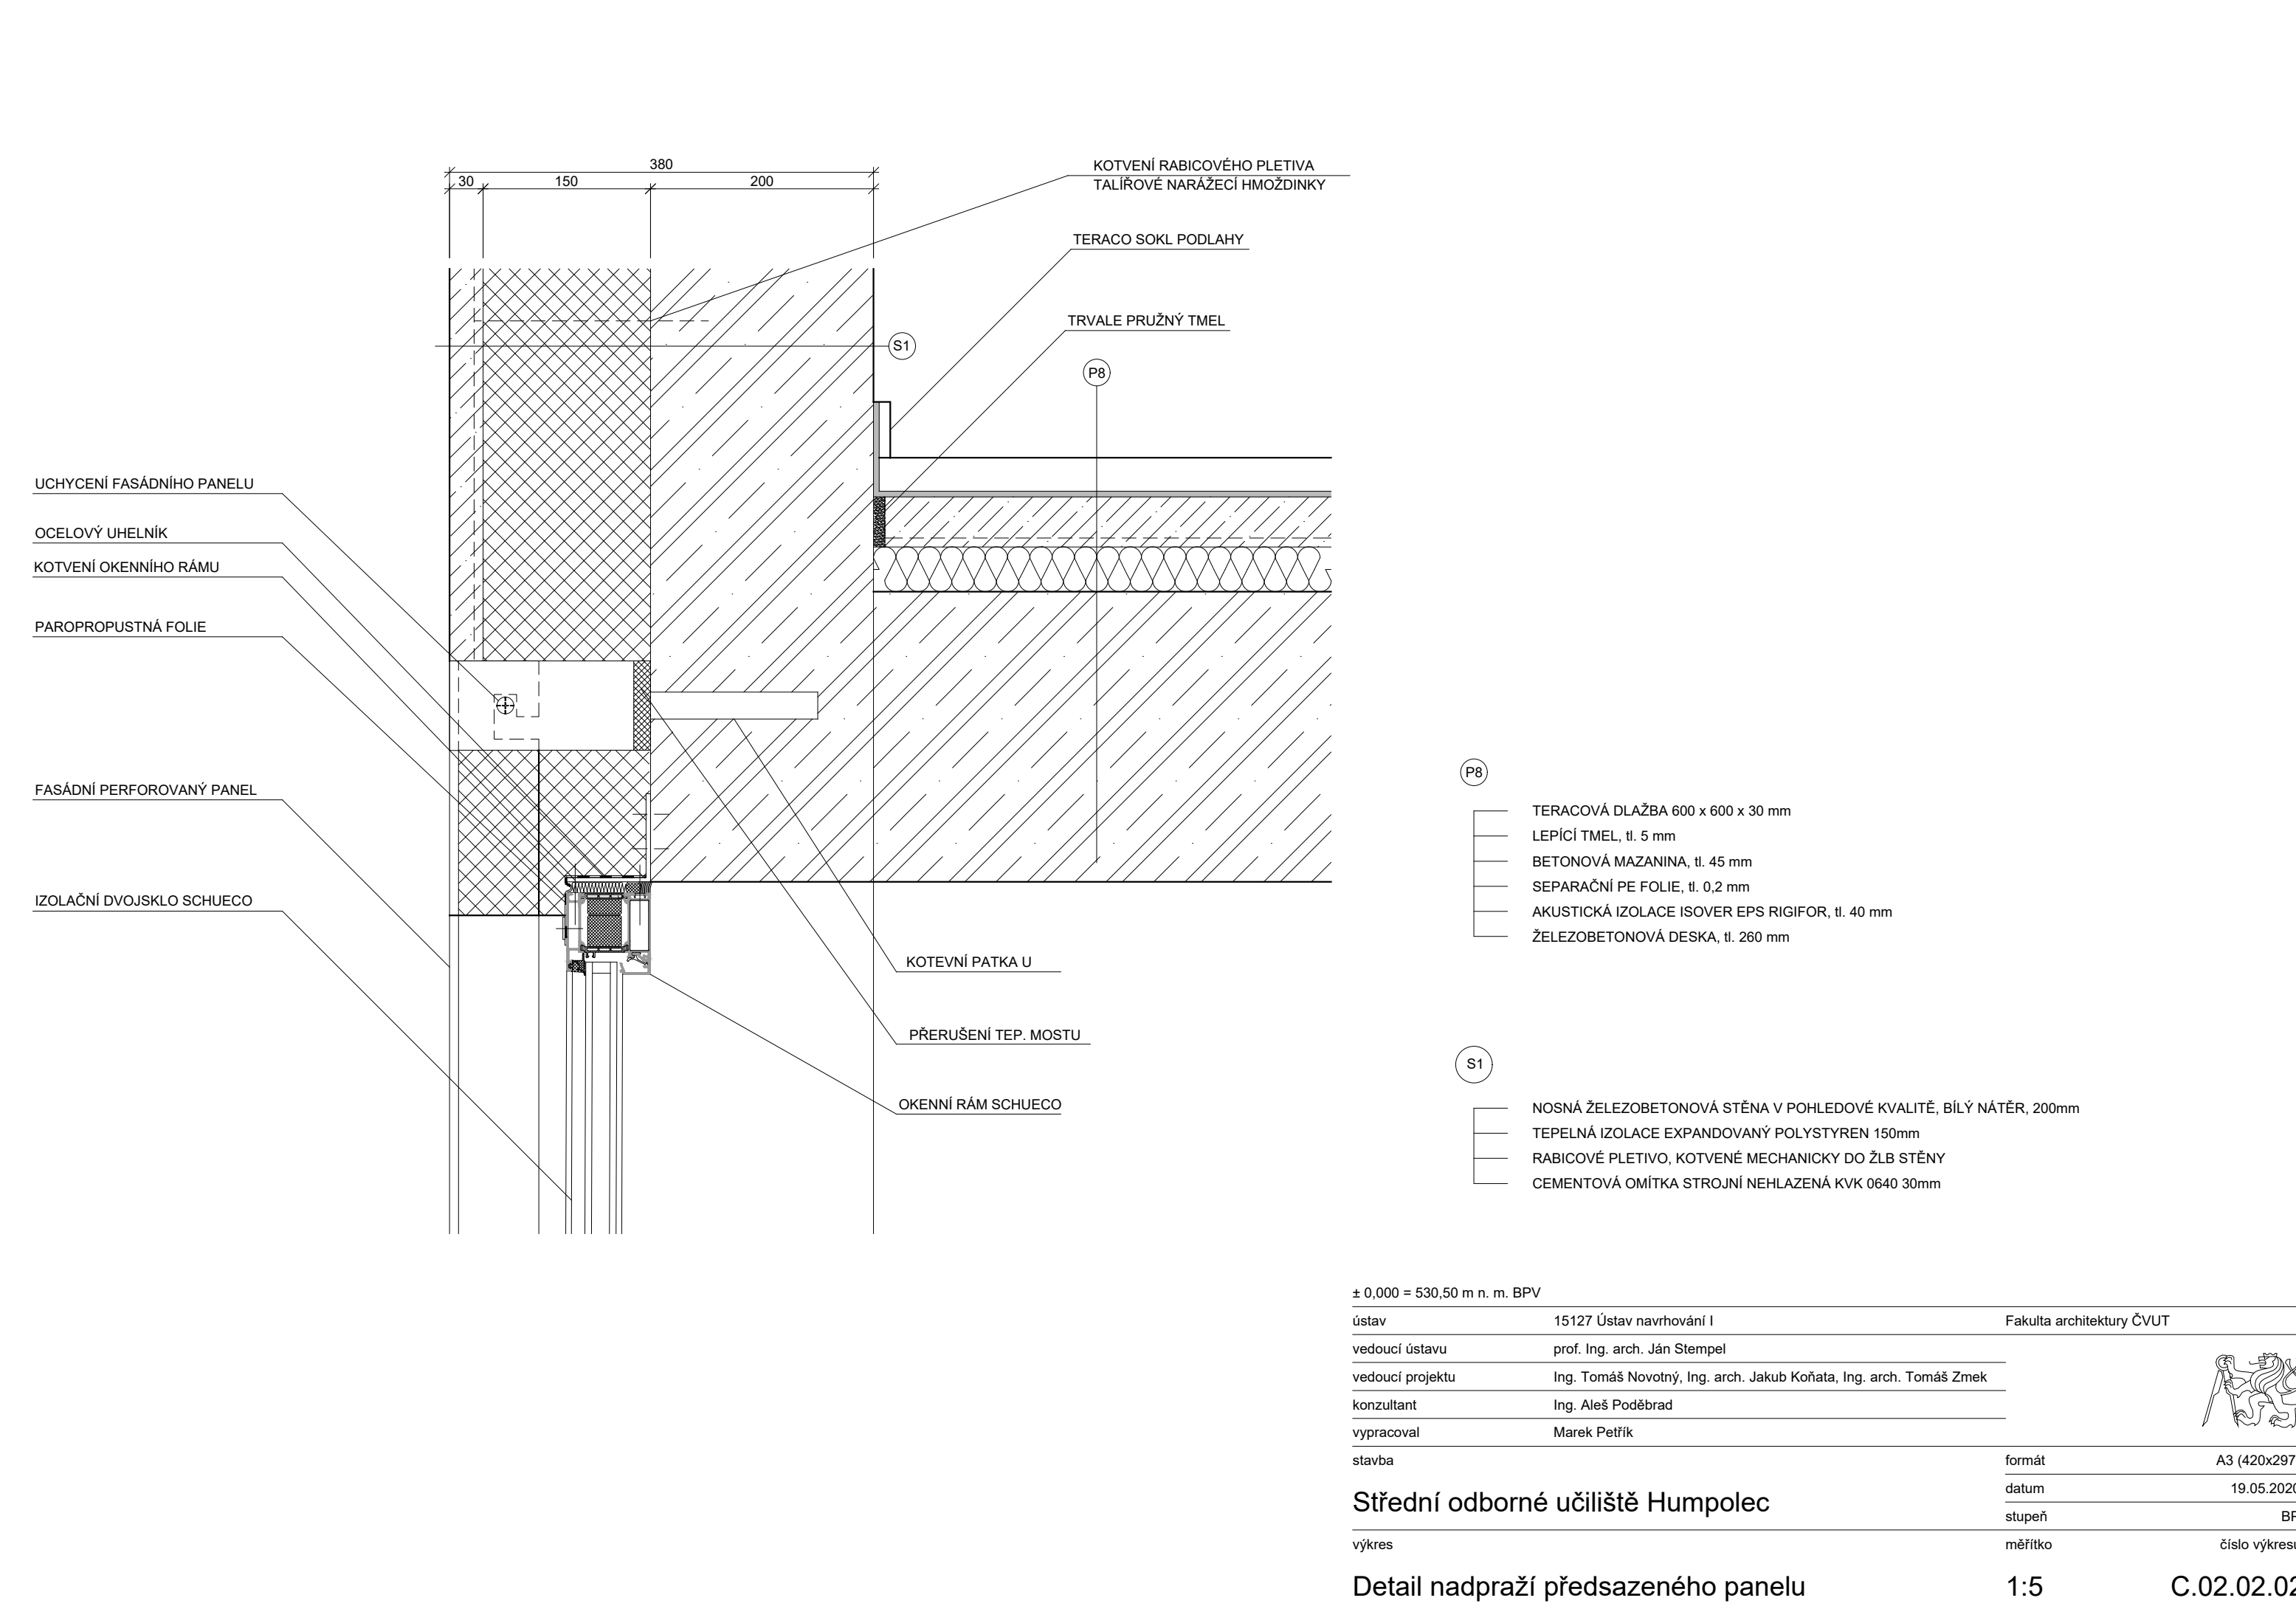 380
30
150
200
KOTVENÍ RABICOVÉHO PLETIVA
TALÍŘOVÉ NARÁŽECÍ HMOŽDINKY
TERACO SOKL PODLAHY
TRVALE PRUŽNÝ TMEL
S1
P8
UCHYCENÍ FASÁDNÍHO PANELU
OCELOVÝ UHELNÍK
KOTVENÍ OKENNÍHO RÁMU
PAROPROPUSTNÁ FOLIE
FASÁDNÍ PERFOROVANÝ PANEL
IZOLAČNÍ DVOJSKLO SCHUECO
KOTEVNÍ PATKA U
PŘERUŠENÍ TEP. MOSTU
OKENNÍ RÁM SCHUECO
P8
TERACOVÁ DLAŽBA 600 x 600 x 30 mm
LEPÍCÍ TMEL, tl. 5 mm
BETONOVÁ MAZANINA, tl. 45 mm
SEPARAČNÍ PE FOLIE, tl. 0,2 mm
AKUSTICKÁ IZOLACE ISOVER EPS RIGIFOR, tl. 40 mm
ŽELEZOBETONOVÁ DESKA, tl. 260 mm
S1
NOSNÁ ŽELEZOBETONOVÁ STĚNA V POHLEDOVÉ KVALITĚ, BÍLÝ NÁTĚR, 200mm
TEPELNÁ IZOLACE EXPANDOVANÝ POLYSTYREN 150mm
RABICOVÉ PLETIVO, KOTVENÉ MECHANICKY DO ŽLB STĚNY
CEMENTOVÁ OMÍTKA STROJNÍ NEHLAZENÁ KVK 0640 30mm
± 0,000 = 530,50 m n. m. BPV
ústav 15127 Ústav navrhování I Fakulta architektury ČVUT
vedoucí ústavu prof. Ing. arch. Ján Stempel
vedoucí projektu Ing. Tomáš Novotný, Ing. arch. Jakub Koňata, Ing. arch. Tomáš Zmek
konzultant Ing. Aleš Poděbrad
vypracoval Marek Petřík
stavba formát A3 (420x297
datum 19.05.2020
Střední odborné učiliště Humpolec
stupeň
výkres měřítko číslo výkresu
Detail nadpraží předsazeného panelu 1:5 C.02.02.02